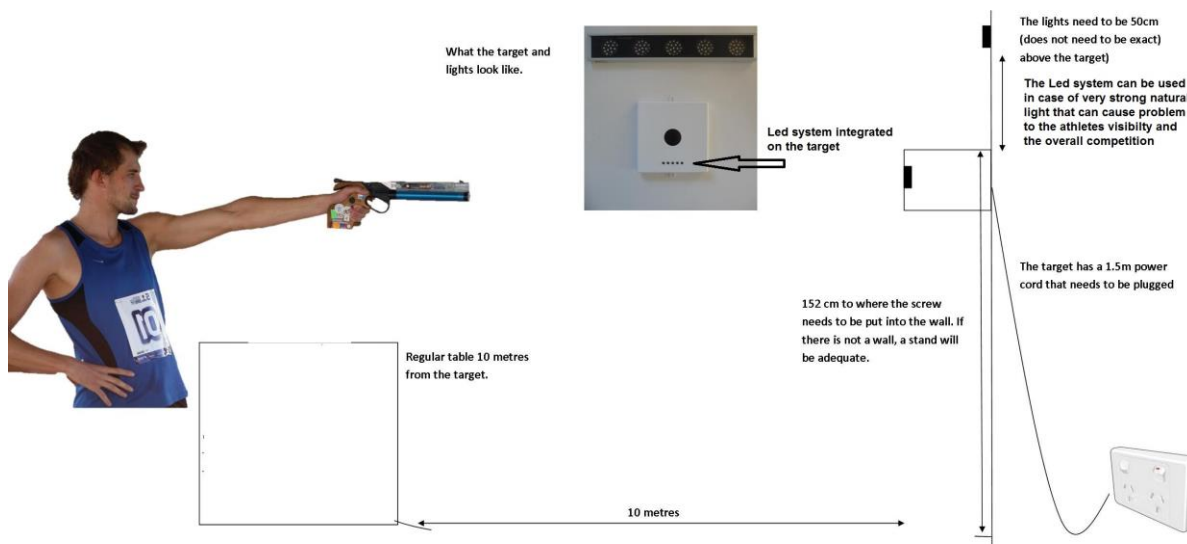 What the target and
lights look like.
Led system integrated
on the target
The lights need to be 50cm
(does not need to be exact)
above the target)
The Led system can be used
in case of very strong natural
light that can cause problem
to the athletes visibilty and
the overall competition
The target has a 1.5m power
cord that needs to be plugged
152 cm to where the screw
needs to be put into the wall. If
there is not a wall, a stand will
be adequate.
Regular table 10 metres
from the target.
10 metres